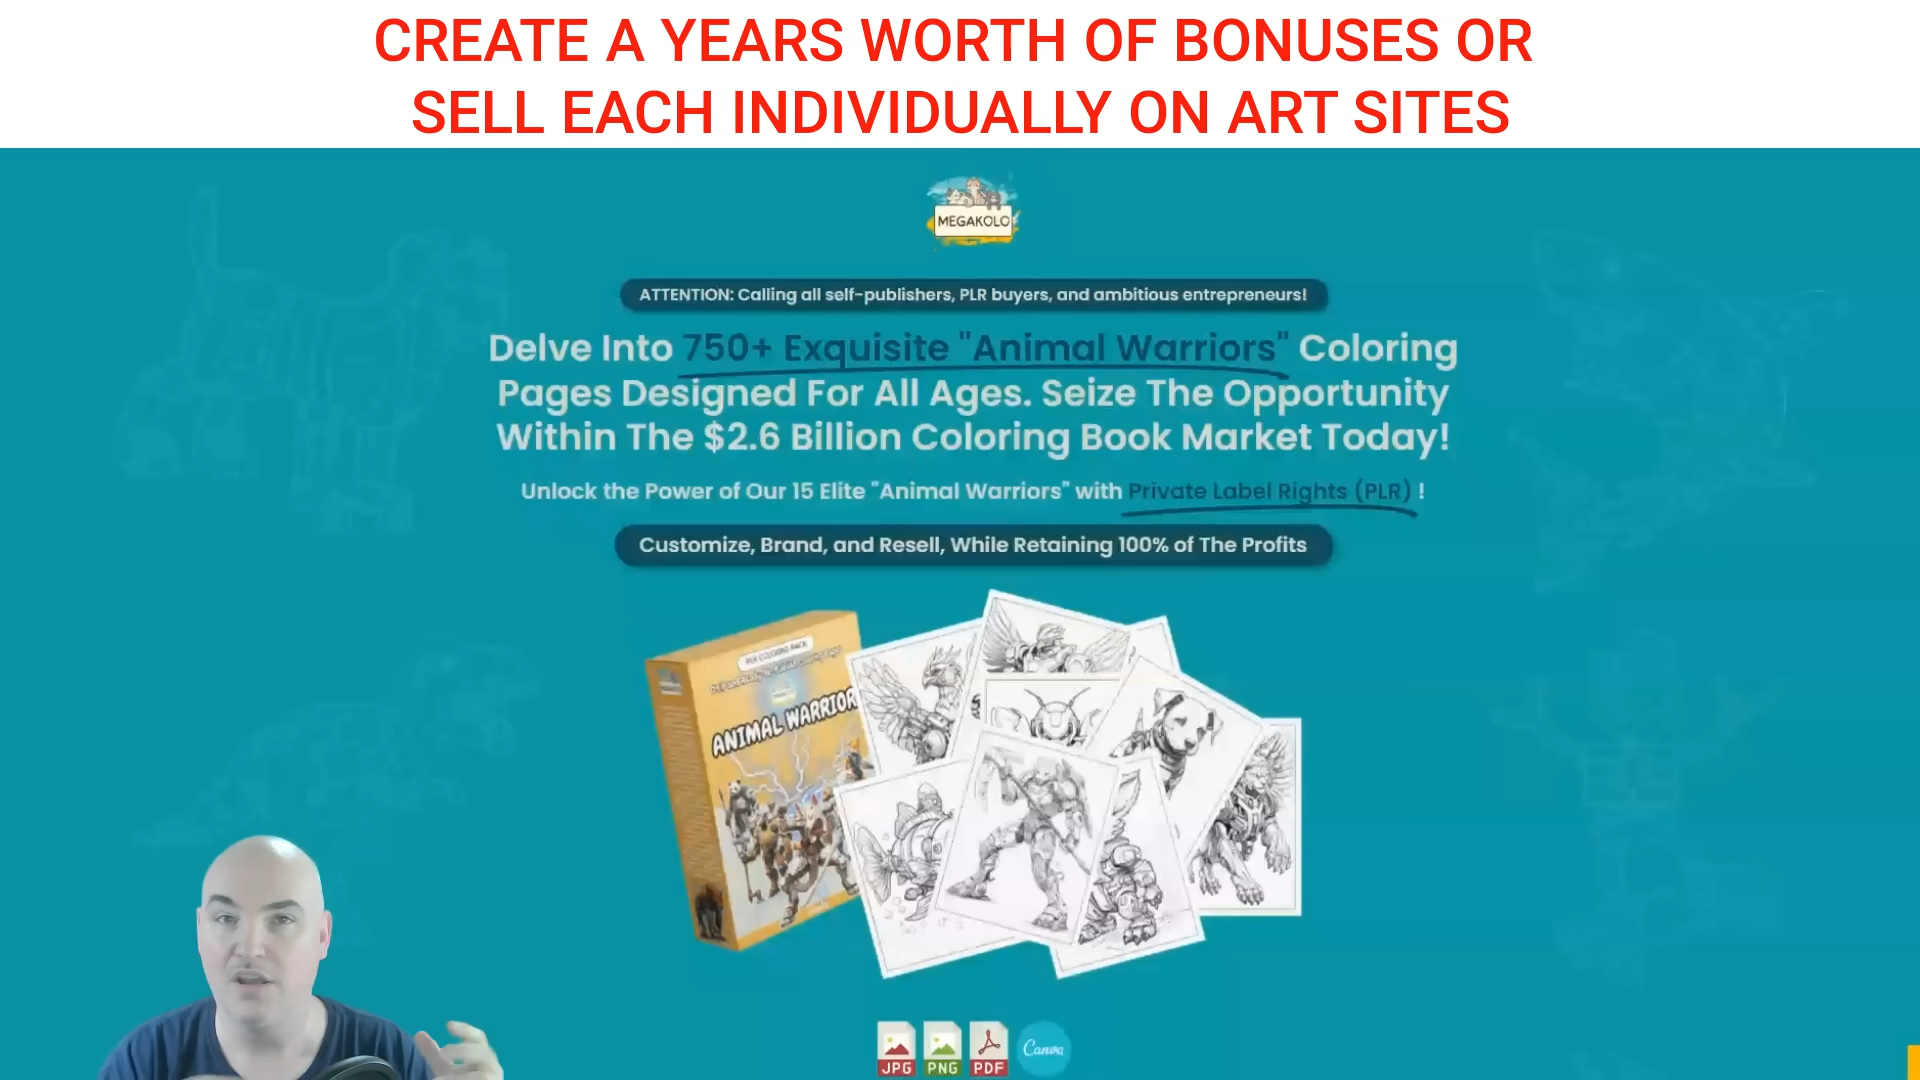 CREATE A YEARS WORTH OF BONUSES OR
SELL EACH INDIVIDUALLY ON ART SITES
MEGAKOLO
ATTENTION: Calling all self-publishers, PLR buyers, and ambitious entrepreneurs!
Delve Into 750+ Exquisite "Animal Warriors" Coloring
Pages Designed For All Ages. Seize The Opportunity
Within The $2.6 Billion Coloring Book Market Today!
Unlock the Power of Our 15 Elite "Animal Warriors" with Private Label Rights (PLR) !
Customize, Brand, and Resell, While Retaining 100% of The Profits
PLR COLORING PACK
ANIMAL WARRIOR
JPG PNG PDF Canva